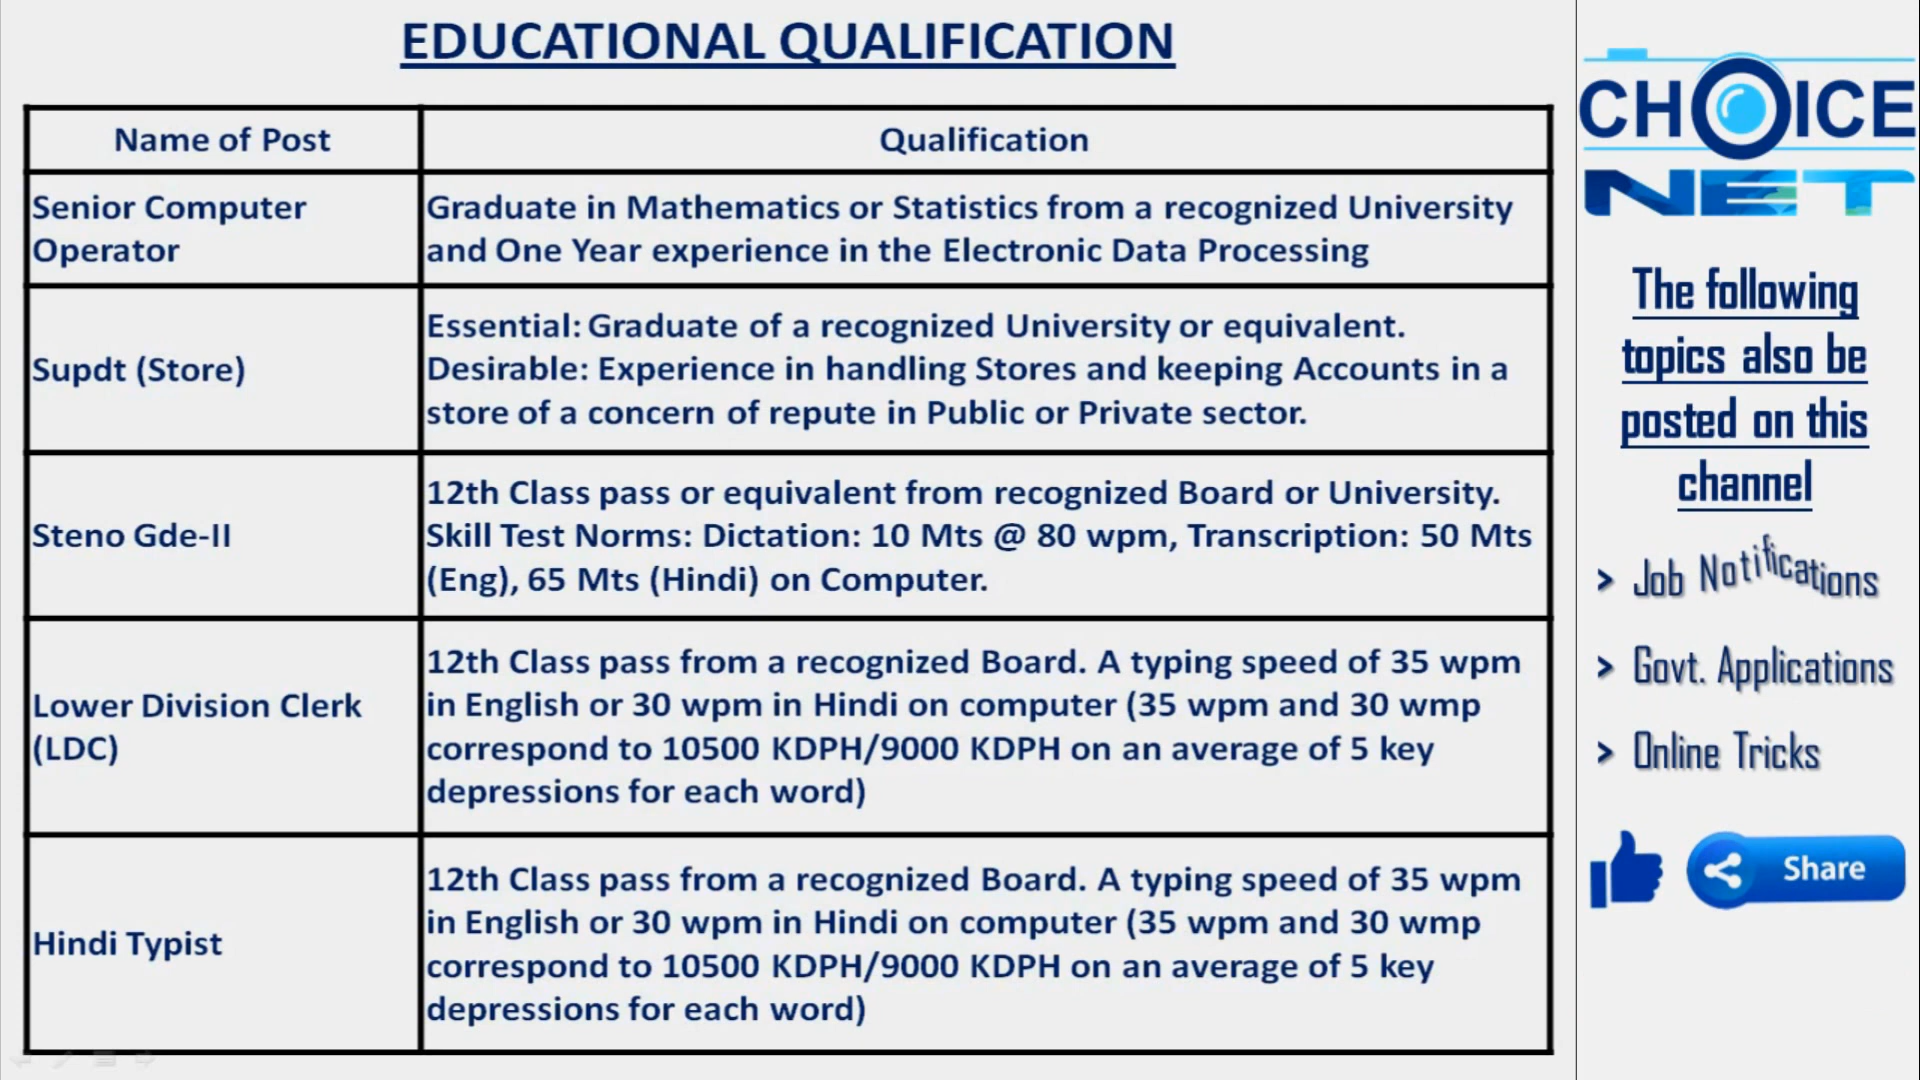 EDUCATIONAL QUALIFICATION
Name of Post
Qualification
Senior Computer
Operator
Graduate in Mathematics or Statistics from a recognized University
and One Year experience in the Electronic Data Processing
Supdt (Store)
Essential: Graduate of a recognized University or equivalent.
Desirable: Experience in handling Stores and keeping Accounts in a
store of a concern of repute in Public or Private sector.
Steno Gde-II
12th Class pass or equivalent from recognized Board or University.
Skill Test Norms: Dictation: 10 Mts @ 80 wpm, Transcription: 50 Mts
(Eng), 65 Mts (Hindi) on Computer.
Lower Division Clerk
(LDC)
12th Class pass from a recognized Board. A typing speed of 35 wpm
in English or 30 wpm in Hindi on computer (35 wpm and 30 wmp
correspond to 10500 KDPH/9000 KDPH on an average of 5 key
depressions for each word)
Hindi Typist
12th Class pass from a recognized Board. A typing speed of 35 wpm
in English or 30 wpm in Hindi on computer (35 wpm and 30 wmp
correspond to 10500 KDPH/9000 KDPH on an average of 5 key
depressions for each word)
CHOICE
NET
The following
topics also be
posted on this
channel
> Job Notifications
> Govt. Applications
> Online Tricks
Share